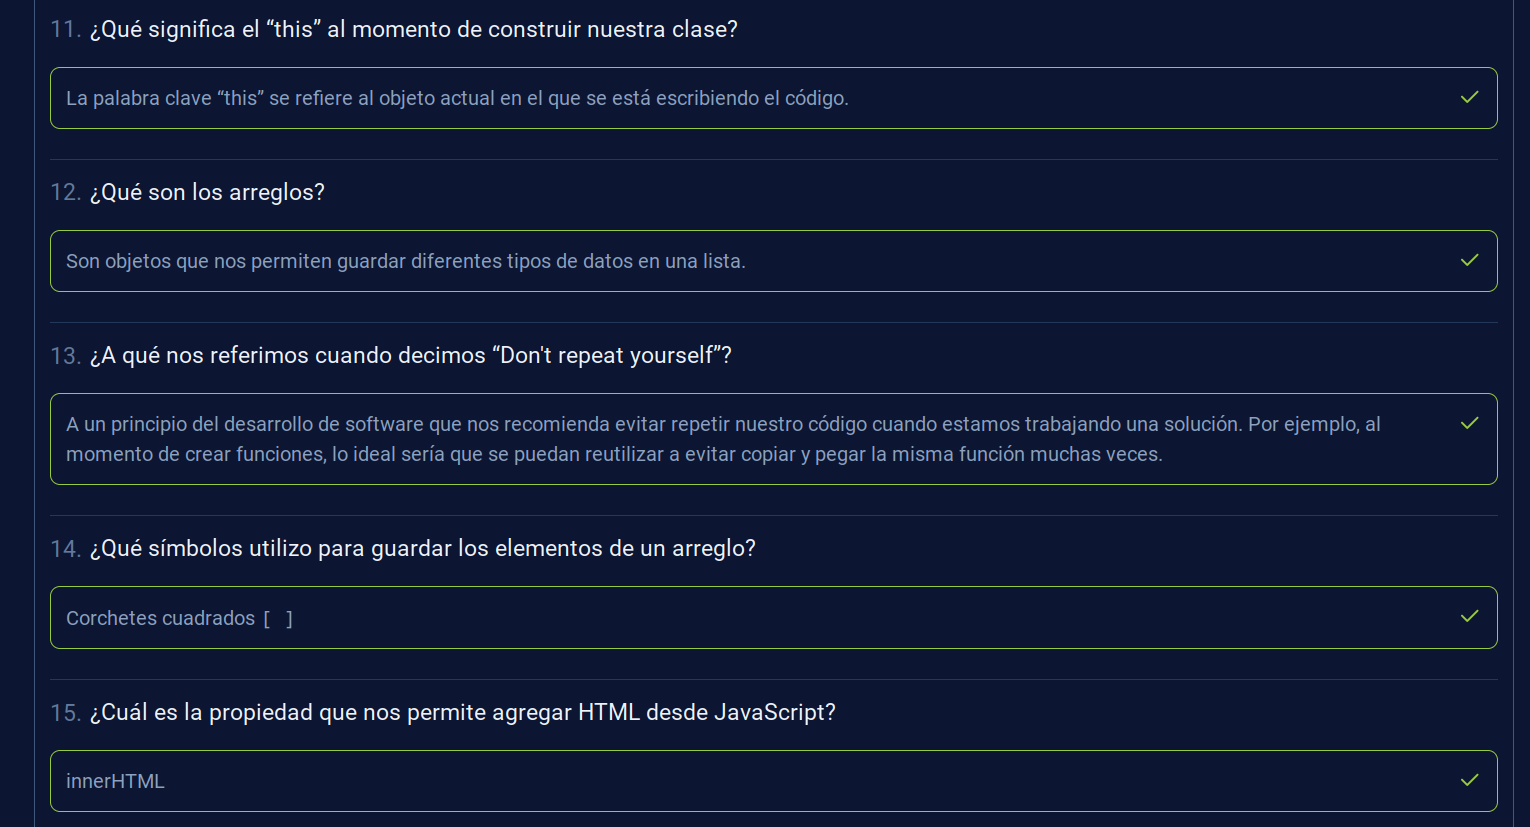 11. ¿Qué significa el “this” al momento de construir nuestra clase?
La palabra clave “this” se refiere al objeto actual en el que se está escribiendo el código.
12. ¿Qué son los arreglos?
Son objetos que nos permiten guardar diferentes tipos de datos en una lista.
13. ¿A qué nos referimos cuando decimos “Don't repeat yourself”?
A un principio del desarrollo de software que nos recomienda evitar repetir nuestro código cuando estamos trabajando una solución. Por ejemplo, al
momento de crear funciones, lo ideal sería que se puedan reutilizar a evitar copiar y pegar la misma función muchas veces.
14. ¿Qué símbolos utilizo para guardar los elementos de un arreglo?
Corchetes cuadrados [ ]
15. ¿Cuál es la propiedad que nos permite agregar HTML desde JavaScript?
innerHTML